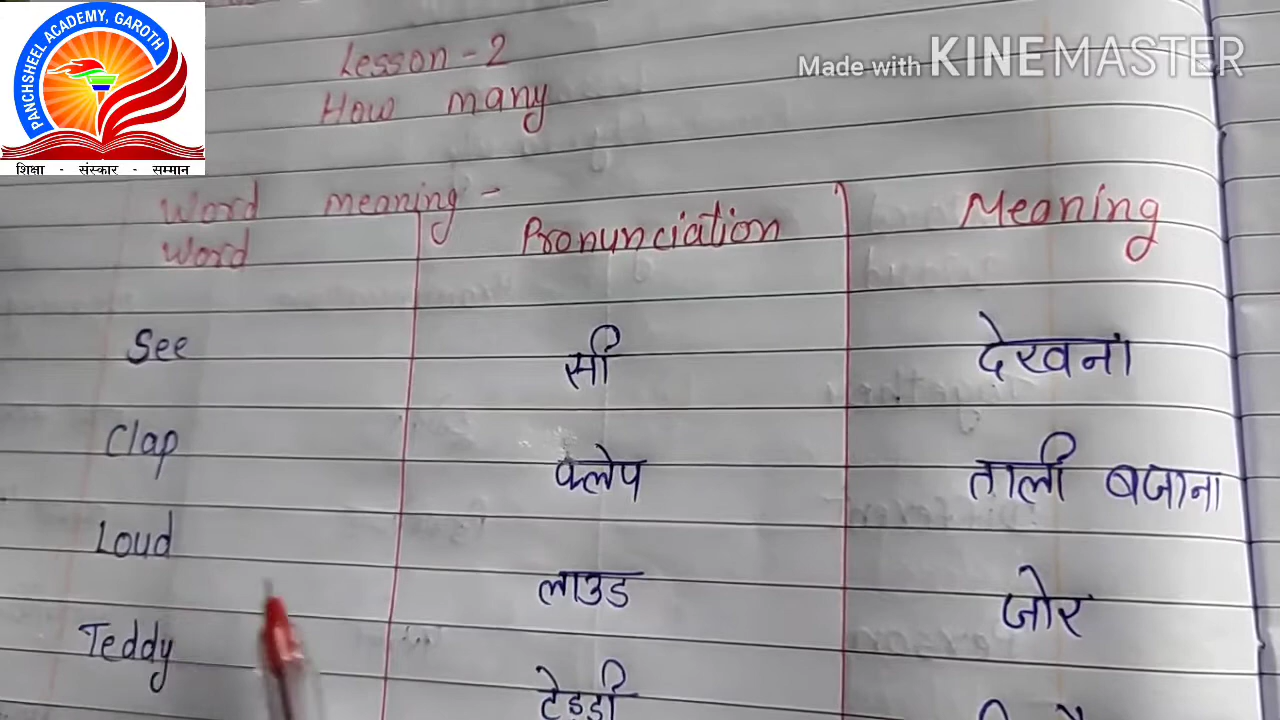 PANCHSHEEL ACADEMY, GAROTH
शिक्षा - संस्कार - सम्मान
Made with KINEMASTER
Lesson - 2
How many
Word meaning -
Word Pronunciation Meaning
See सी देखना
Clap क्लेप ताली बजाना
Loud लाउड जोर
Teddy टेड्डी